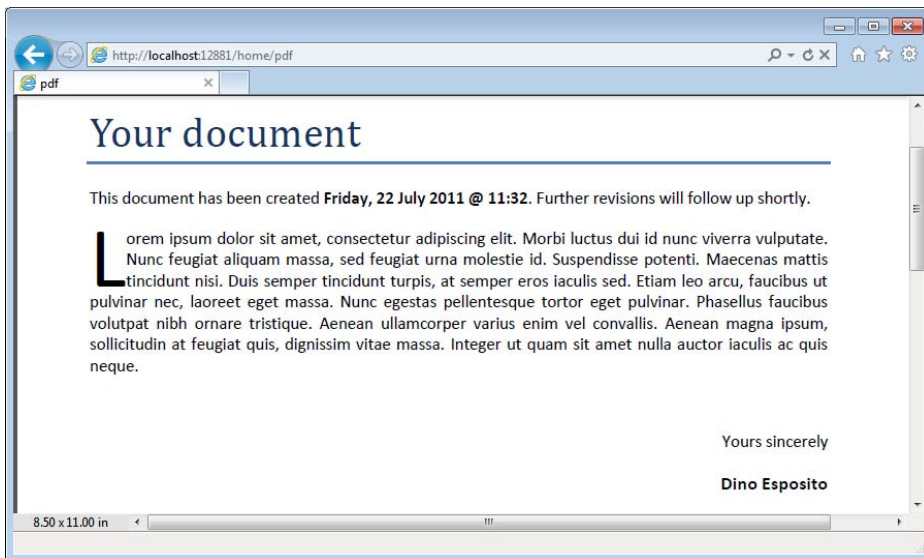 http://localhost:12881/home/pdf
pdf
Your document
This document has been created Friday, 22 July 2011 @ 11:32. Further revisions will follow up shortly.
Lorem ipsum dolor sit amet, consectetur adipiscing elit. Morbi luctus dui id nunc viverra vulputate.
Nunc feugiat aliquam massa, sed feugiat urna molestie id. Suspendisse potenti. Maecenas mattis
tincidunt nisi. Duis semper tincidunt turpis, at semper eros iaculis sed. Etiam leo arcu, faucibus ut
pulvinar nec, laoreet eget massa. Nunc egestas pellentesque tortor eget pulvinar. Phasellus faucibus
volutpat nibh ornare tristique. Aenean ullamcorper varius enim vel convallis. Aenean magna ipsum,
sollicitudin at feugiat quis, dignissim vitae massa. Integer ut quam sit amet nulla auctor iaculis ac quis
neque.
Yours sincerely
Dino Esposito
8.50 x 11.00 in